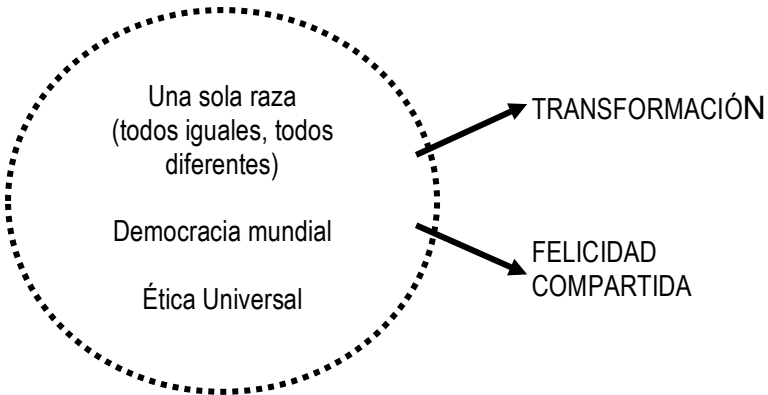 Una sola raza
(todos iguales, todos
diferentes)
Democracia mundial
Ética Universal
TRANSFORMACIÓN
FELICIDAD
COMPARTIDA